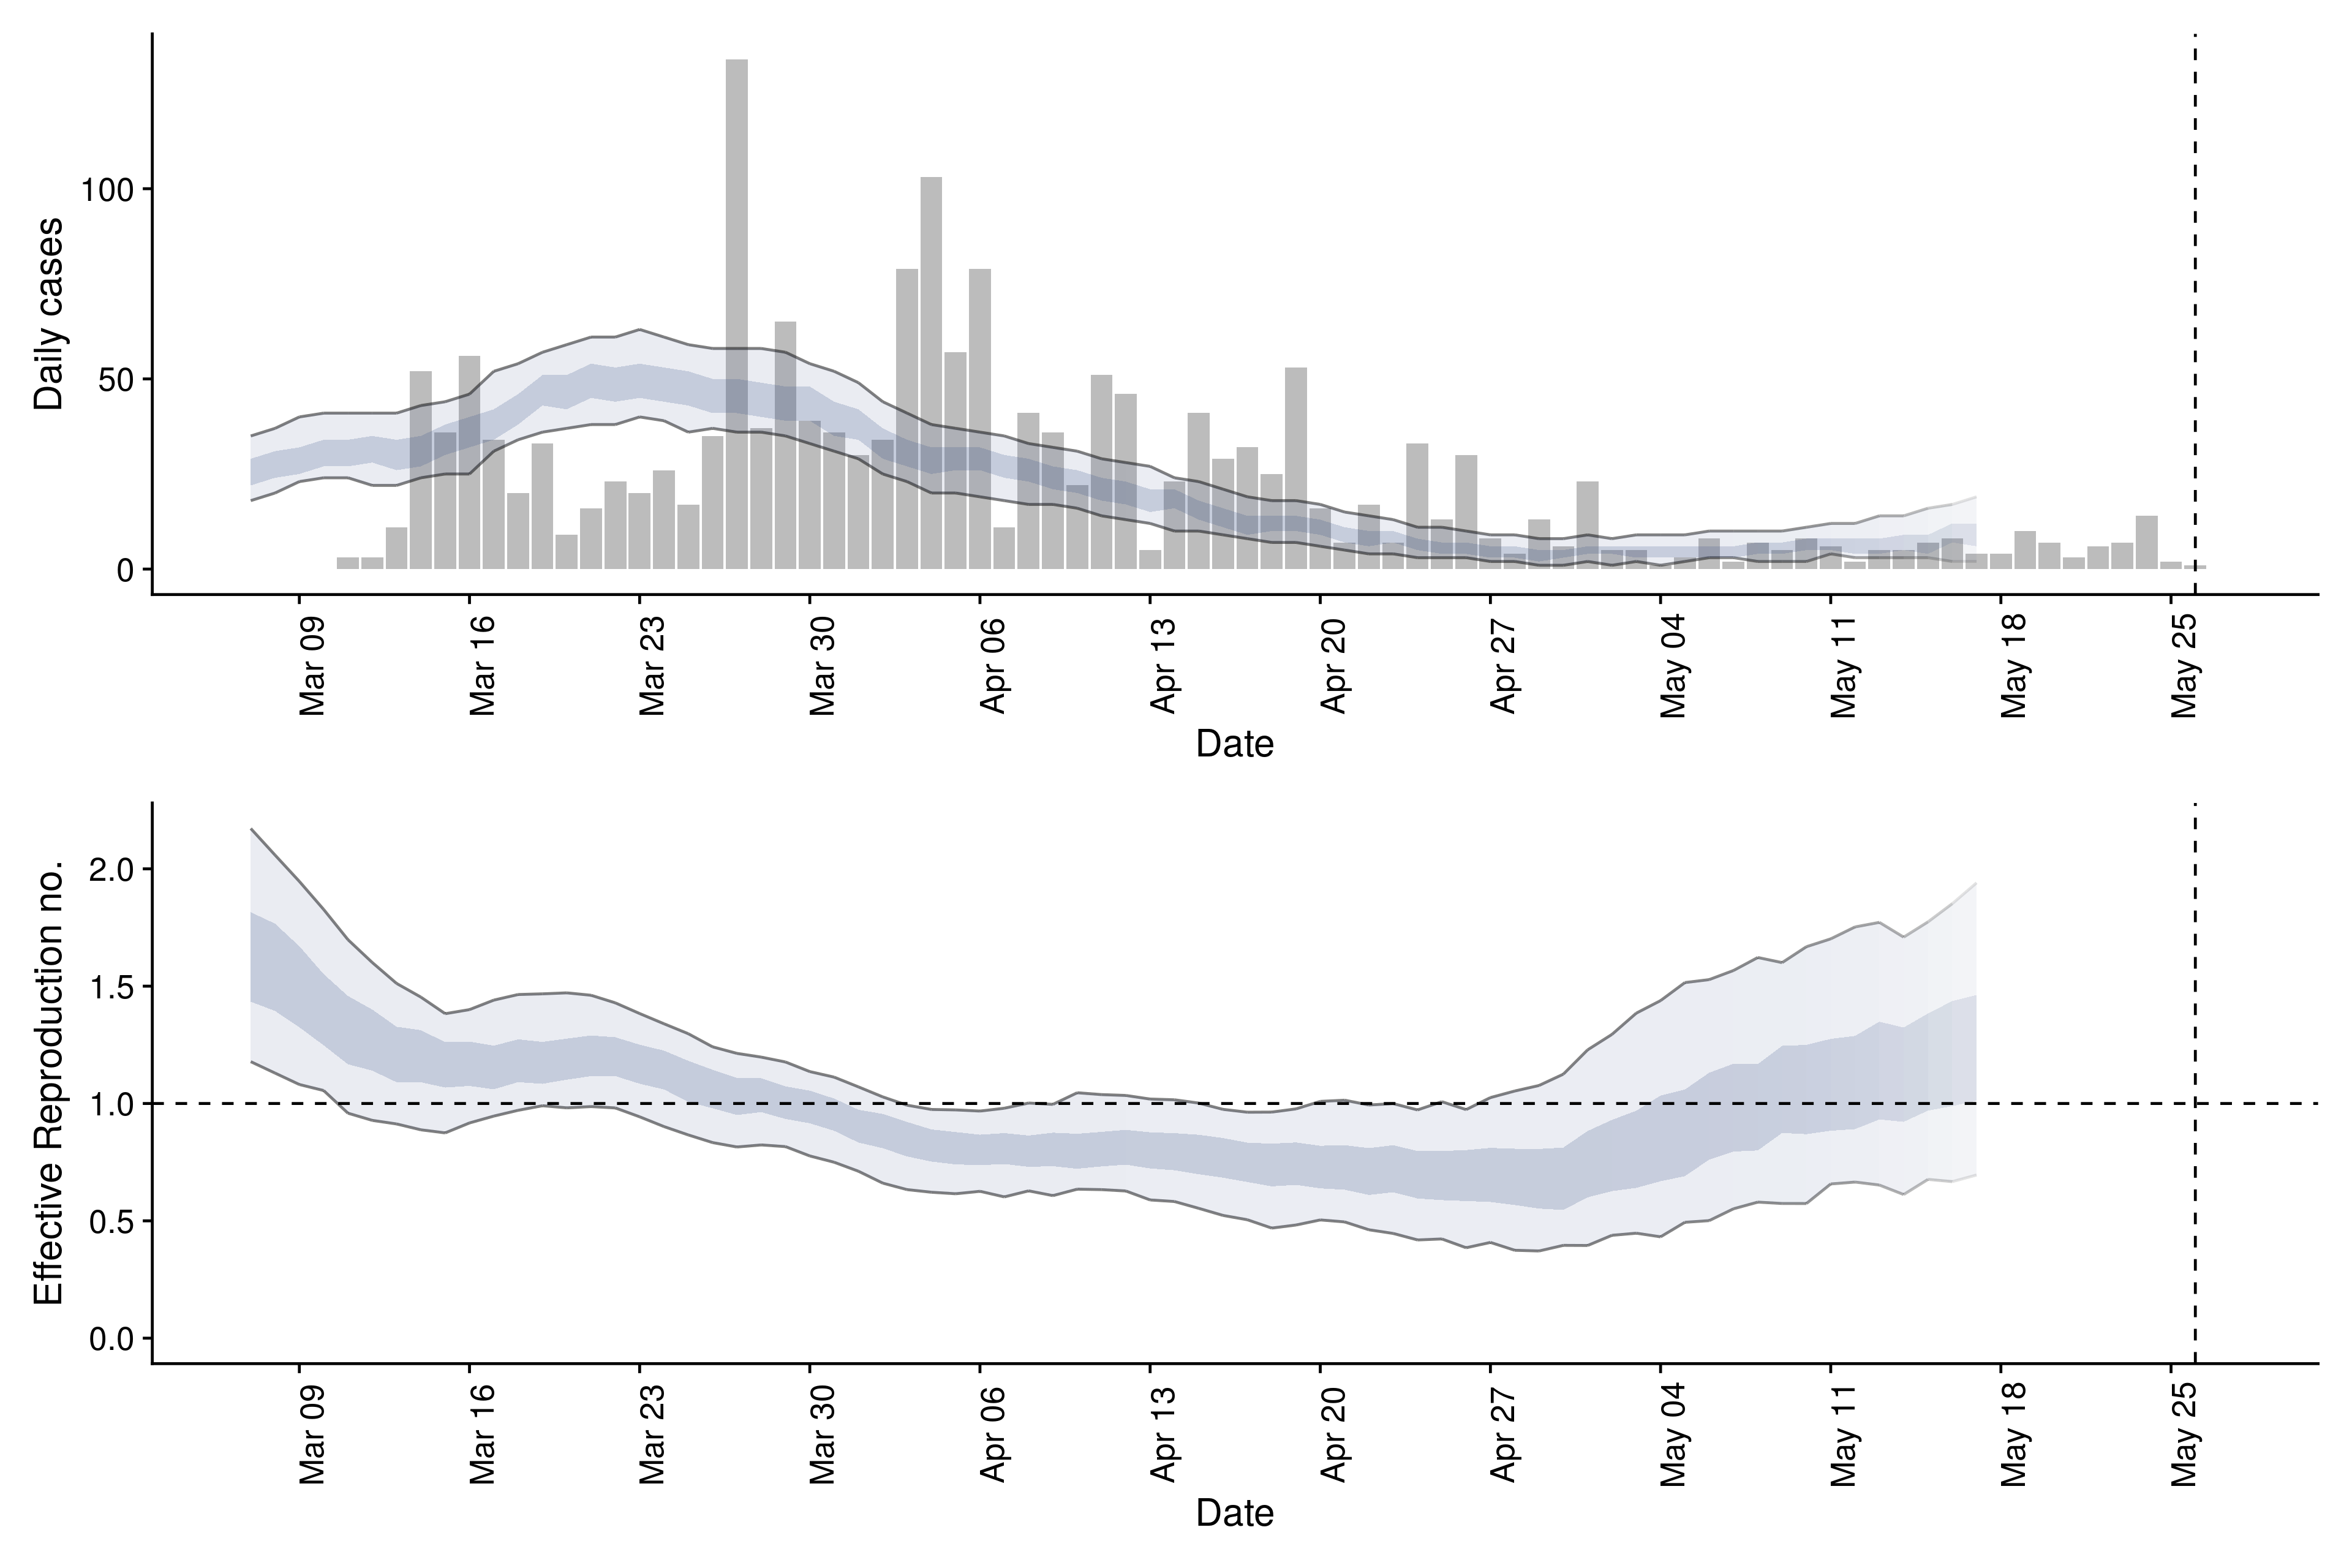 Daily cases
100
50
0
Mar 09
Mar 16
Mar 23
Mar 30
Apr 06
Apr 13
Apr 20
Apr 27
May 04
May 11
May 18
May 25
Date
Effective Reproduction no.
2.0
1.5
1.0
0.5
0.0
Mar 09
Mar 16
Mar 23
Mar 30
Apr 06
Apr 13
Apr 20
Apr 27
May 04
May 11
May 18
May 25
Date